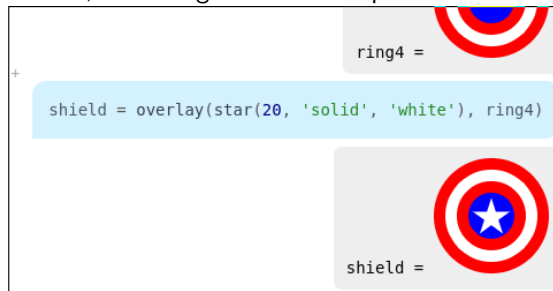 ring4 =
+
shield = overlay(star(20, 'solid', 'white'), ring4)
shield =